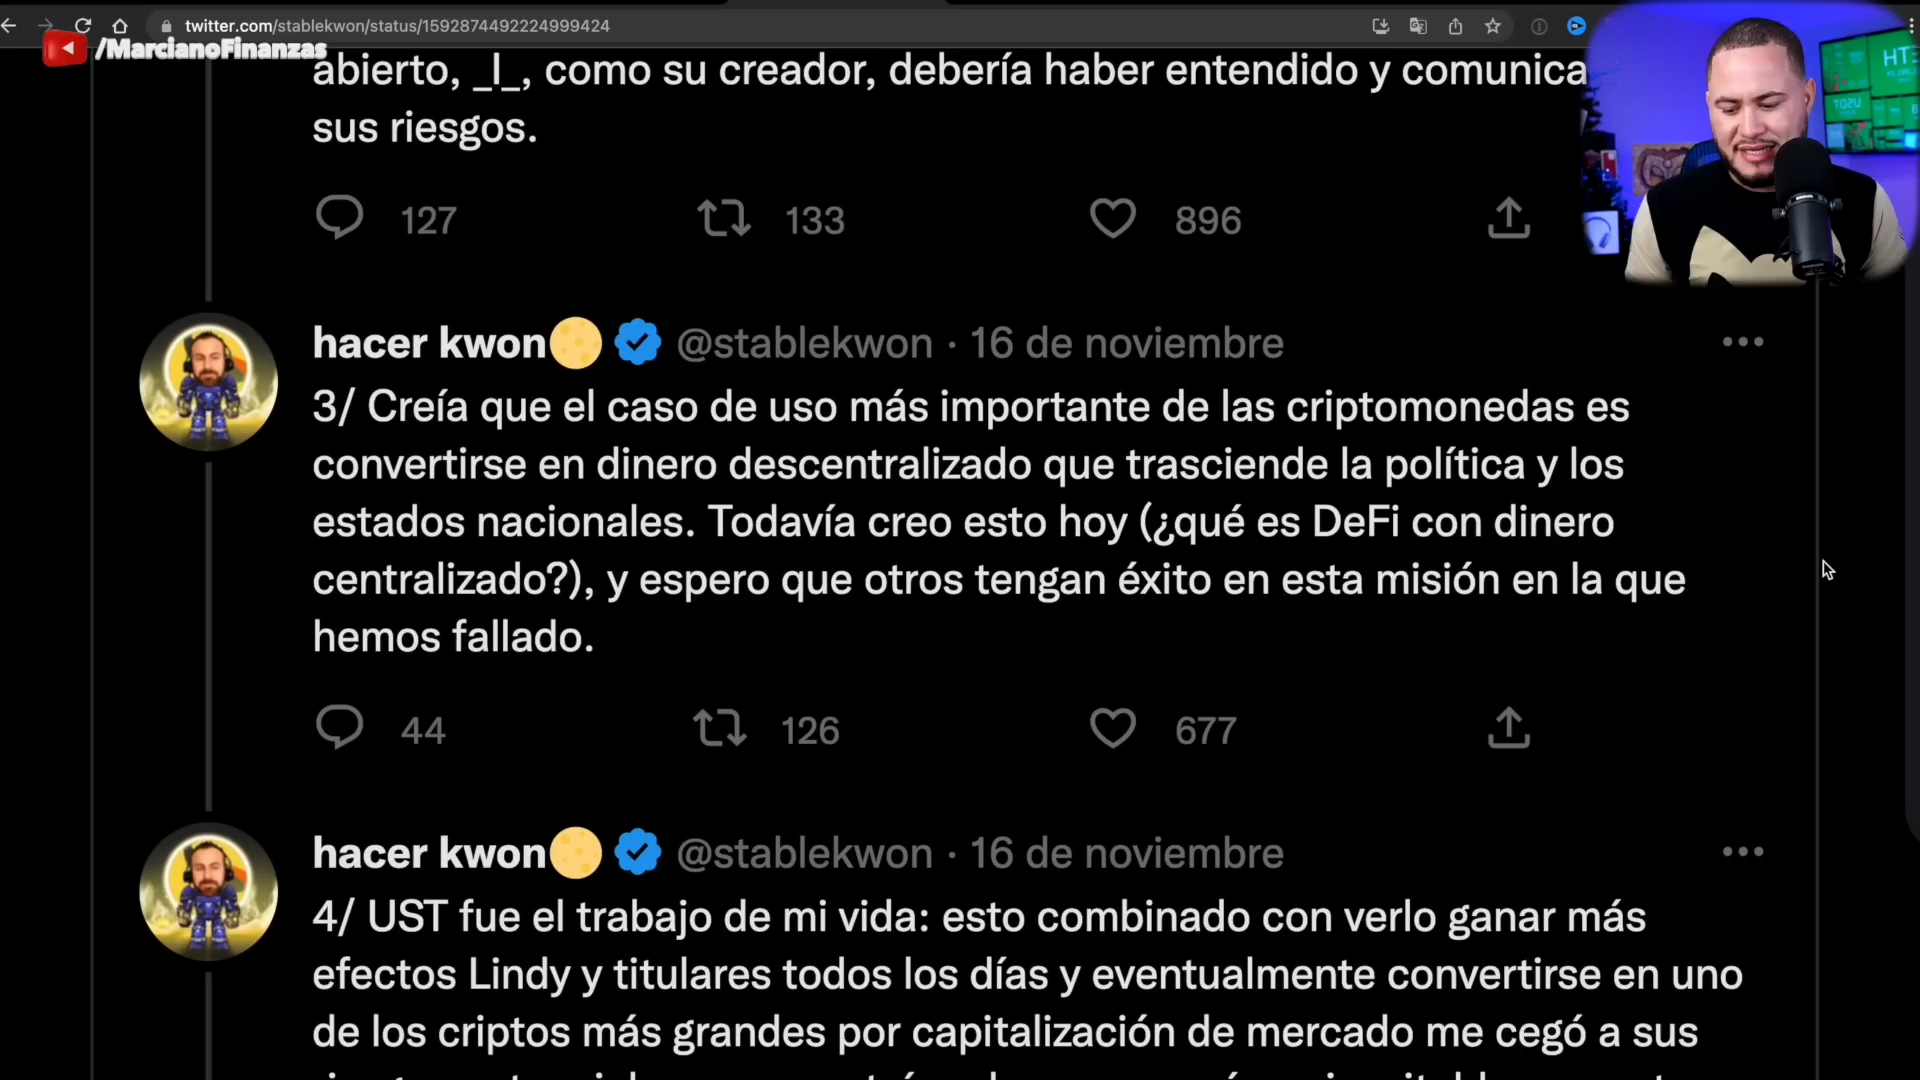 twitter.com/stablekwon/status/1592874492224999424
/MarcianoFinanzas
abierto, _I_, como su creador, debería haber entendido y comunica
sus riesgos.
127 133 896
hacer kwon @stablekwon · 16 de noviembre
3/ Creía que el caso de uso más importante de las criptomonedas es
convertirse en dinero descentralizado que trasciende la política y los
estados nacionales. Todavía creo esto hoy (¿qué es DeFi con dinero
centralizado?), y espero que otros tengan éxito en esta misión en la que
hemos fallado.
44 126 677
hacer kwon @stablekwon · 16 de noviembre
4/ UST fue el trabajo de mi vida: esto combinado con verlo ganar más
efectos Lindy y titulares todos los días y eventualmente convertirse en uno
de los criptos más grandes por capitalización de mercado me cegó a sus